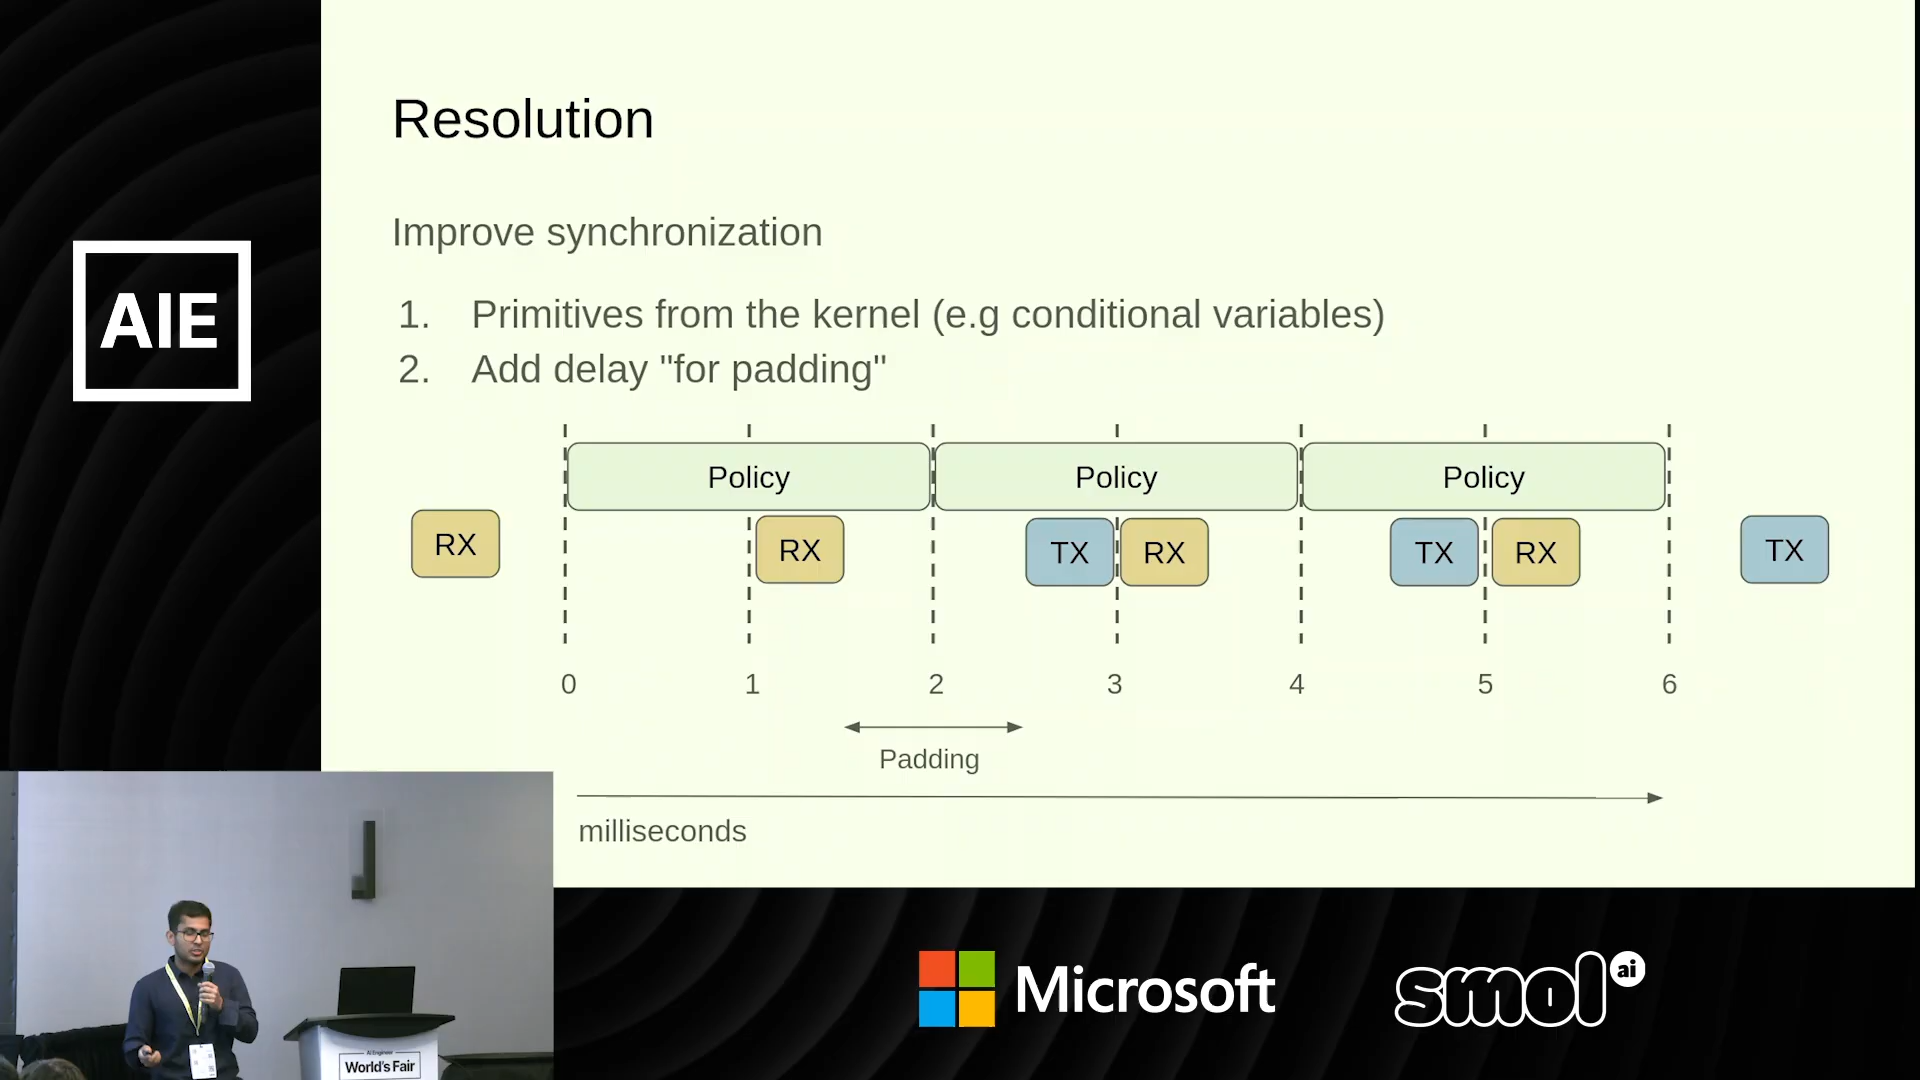 Resolution
Improve synchronization
1. Primitives from the kernel (e.g conditional variables)
2. Add delay "for padding"
Policy Policy Policy
RX RX TX RX TX RX TX
0 1 2 3 4 5 6
Padding
milliseconds
AIE
AI Engineer
World's Fair
Microsoft
smol ai